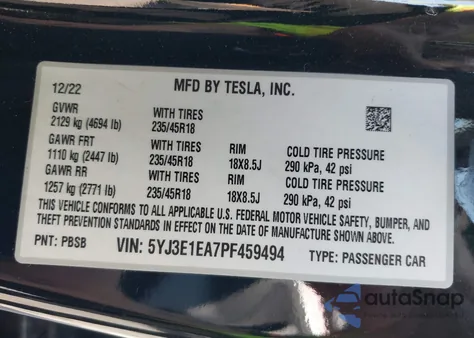 12/22 MFD BY TESLA, INC.
GVWR WITH TIRES
2129 kg (4694 lb) 235/45R18
GAWR FRT WITH TIRES RIM COLD TIRE PRESSURE
1110 kg (2447 lb) 235/45R18 18X8.5J 290 kPa, 42 psi
GAWR RR WITH TIRES RIM COLD TIRE PRESSURE
1257 kg (2771 lb) 235/45R18 18X8.5J 290 kPa, 42 psi
THIS VEHICLE CONFORMS TO ALL APPLICABLE U.S. FEDERAL MOTOR VEHICLE SAFETY, BUMPER, AND
THEFT PREVENTION STANDARDS IN EFFECT ON THE DATE OF MANUFACTURE SHOWN ABOVE.
PNT: PBSB VIN: 5YJ3E1EA7PF459494 TYPE: PASSENGER CAR
autoSnap